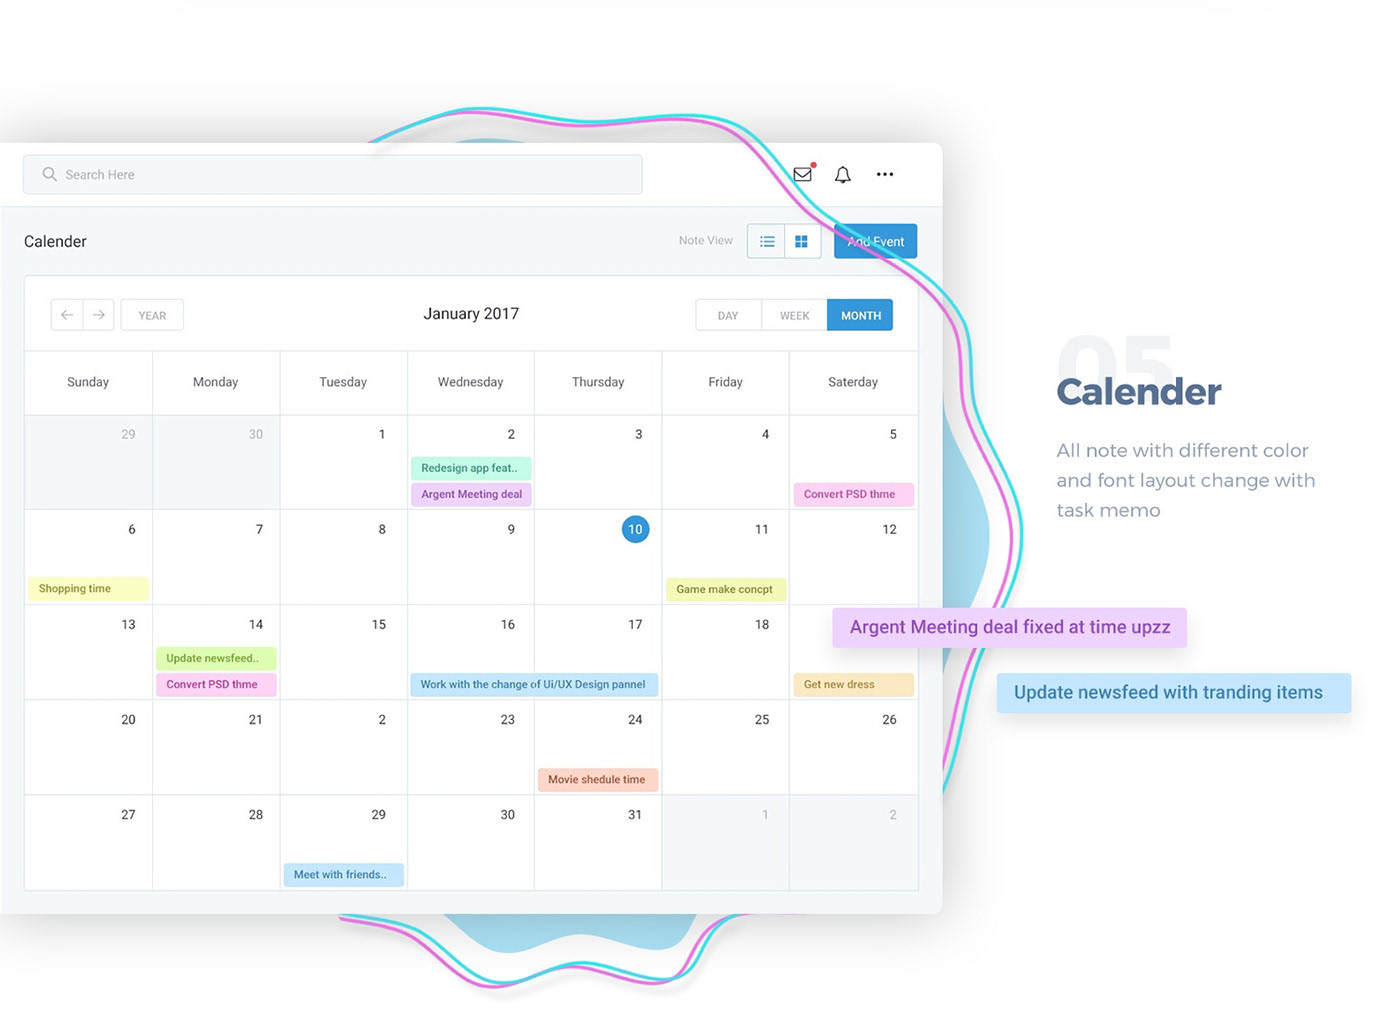 Search Here
Calender
Note View
Add Event
YEAR
January 2017
DAY WEEK MONTH
Sunday Monday Tuesday Wednesday Thursday Friday Saterday
29 30 1 2 3 4 5
Redesign app feat..
Argent Meeting deal
Convert PSD thme
6 7 8 9 10 11 12
Shopping time
Game make concpt
13 14 15 16 17 18
Update newsfeed..
Convert PSD thme
Work with the change of Ui/UX Design pannel
Get new dress
20 21 2 23 24 25 26
Movie shedule time
27 28 29 30 31 1 2
Meet with friends..
05
Calender
All note with different color
and font layout change with
task memo
Argent Meeting deal fixed at time upzz
Update newsfeed with tranding items